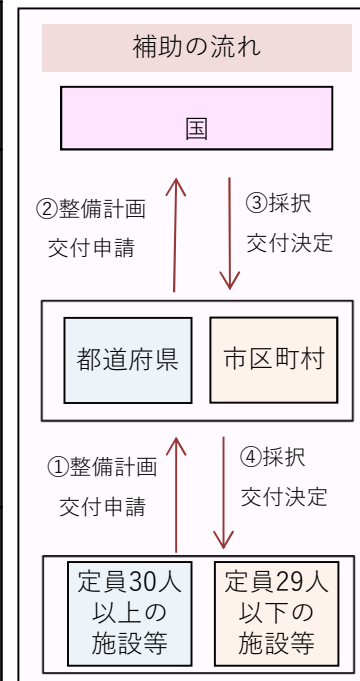 補助の流れ
国
②整備計画
交付申請
③採択
交付決定
都道府県
市区町村
①整備計画
交付申請
④採択
交付決定
定員30人
以上の
施設等
定員29人
以下の
施設等